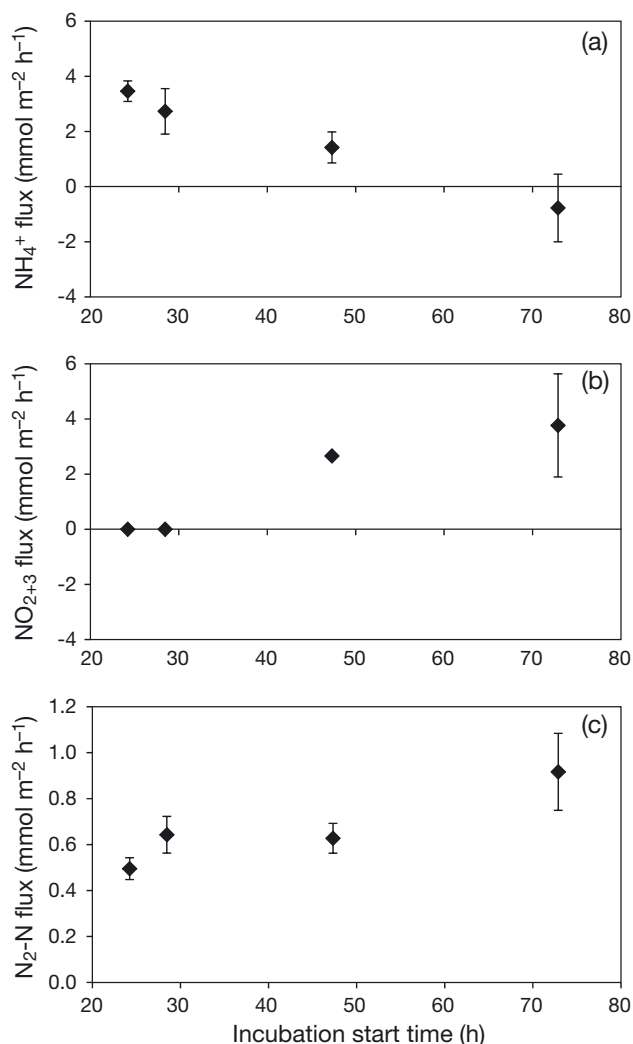 (a)
NH₄⁺ flux (mmol m⁻² h⁻¹)
6
4
2
0
-2
-4
20 30 40 50 60 70 80
(b)
NO₂₊₃ flux (mmol m⁻² h⁻¹)
6
4
2
0
-2
-4
20 30 40 50 60 70 80
(c)
N₂-N flux (mmol m⁻² h⁻¹)
1.2
1.0
0.8
0.6
0.4
0.2
0.0
20 30 40 50 60 70 80
Incubation start time (h)